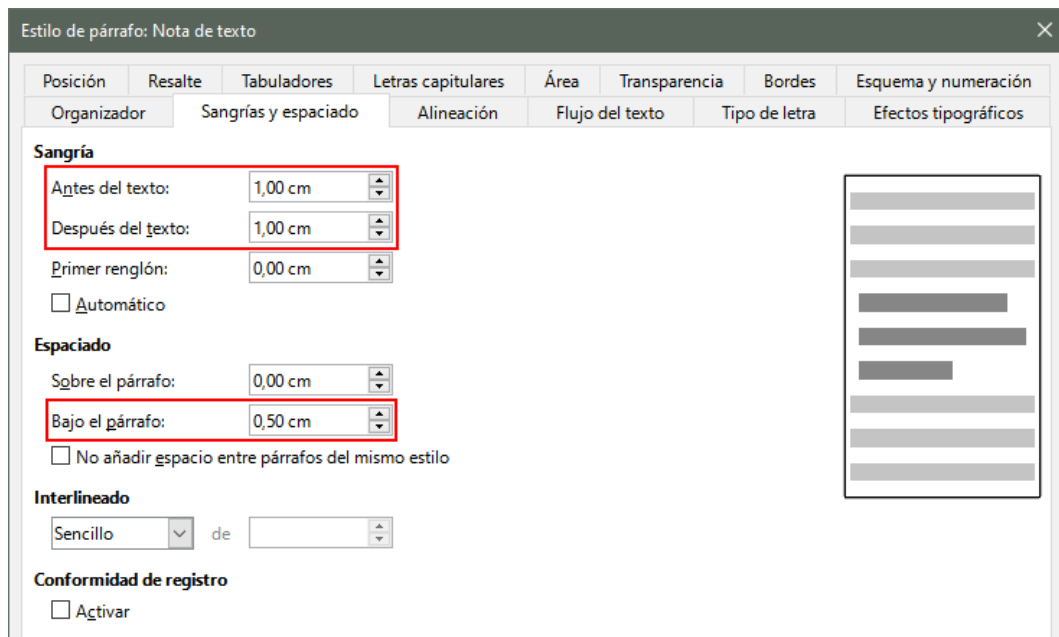 Estilo de párrafo: Nota de texto
Posición Resalte Tabuladores Letras capitulares Área Transparencia Bordes Esquema y numeración
Organizador Sangrías y espaciado Alineación Flujo del texto Tipo de letra Efectos tipográficos
Sangría
Antes del texto: 1,00 cm
Después del texto: 1,00 cm
Primer renglón: 0,00 cm
Automático
Espaciado
Sobre el párrafo: 0,00 cm
Bajo el párrafo: 0,50 cm
No añadir espacio entre párrafos del mismo estilo
Interlineado
Sencillo de
Conformidad de registro
Activar